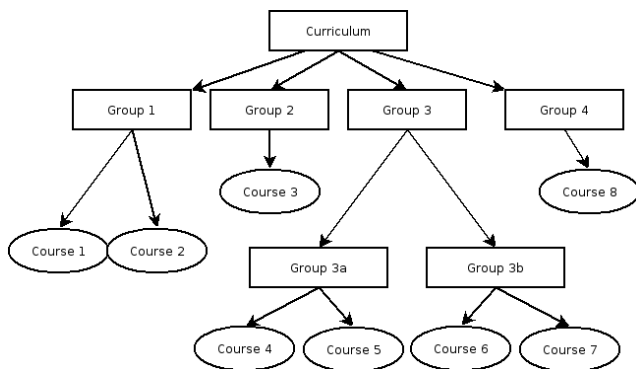 Curriculum
Group 1
Group 2
Group 3
Group 4
Course 3
Course 8
Course 1
Course 2
Group 3a
Group 3b
Course 4
Course 5
Course 6
Course 7